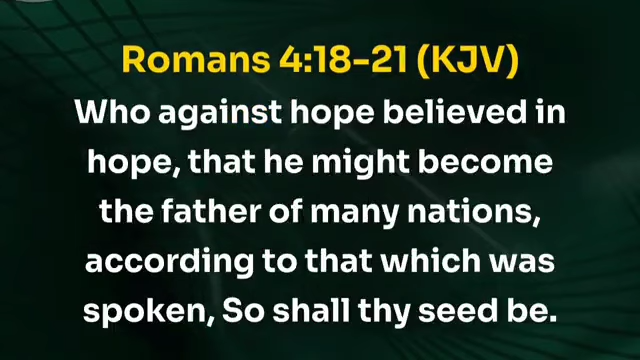 Romans 4:18-21 (KJV)
Who against hope believed in
hope, that he might become
the father of many nations,
according to that which was
spoken, So shall thy seed be.